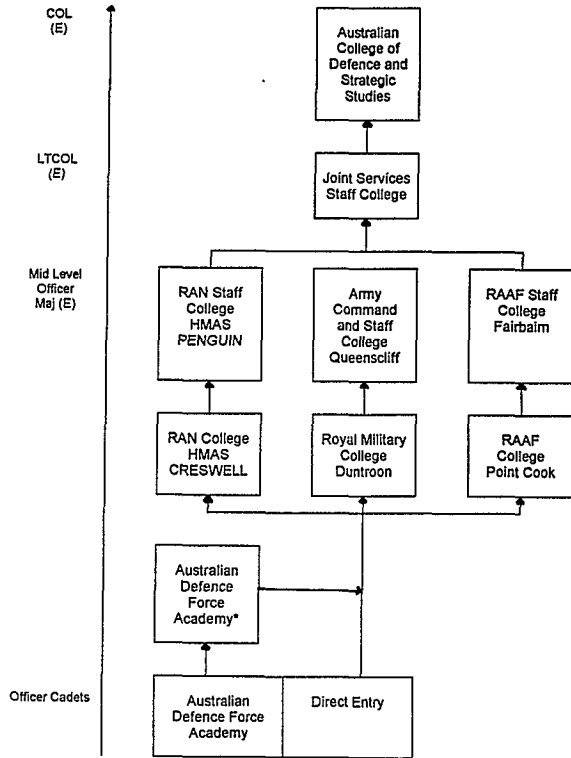 COL
(E)
Australian
College of
Defence and
Strategic
Studies
LTCOL
(E)
Joint Services
Staff College
Mid Level
Officer
Maj (E)
RAN Staff
College
HMAS
PENGUIN
Army
Command
and Staff
College
Queenscliff
RAAF Staff
College
Fairbairn
RAN College
HMAS
CRESWELL
Royal Military
College
Duntroon
RAAF
College
Point Cook
Australian
Defence
Force
Academy*
Officer Cadets
Australian
Defence Force
Academy
Direct Entry